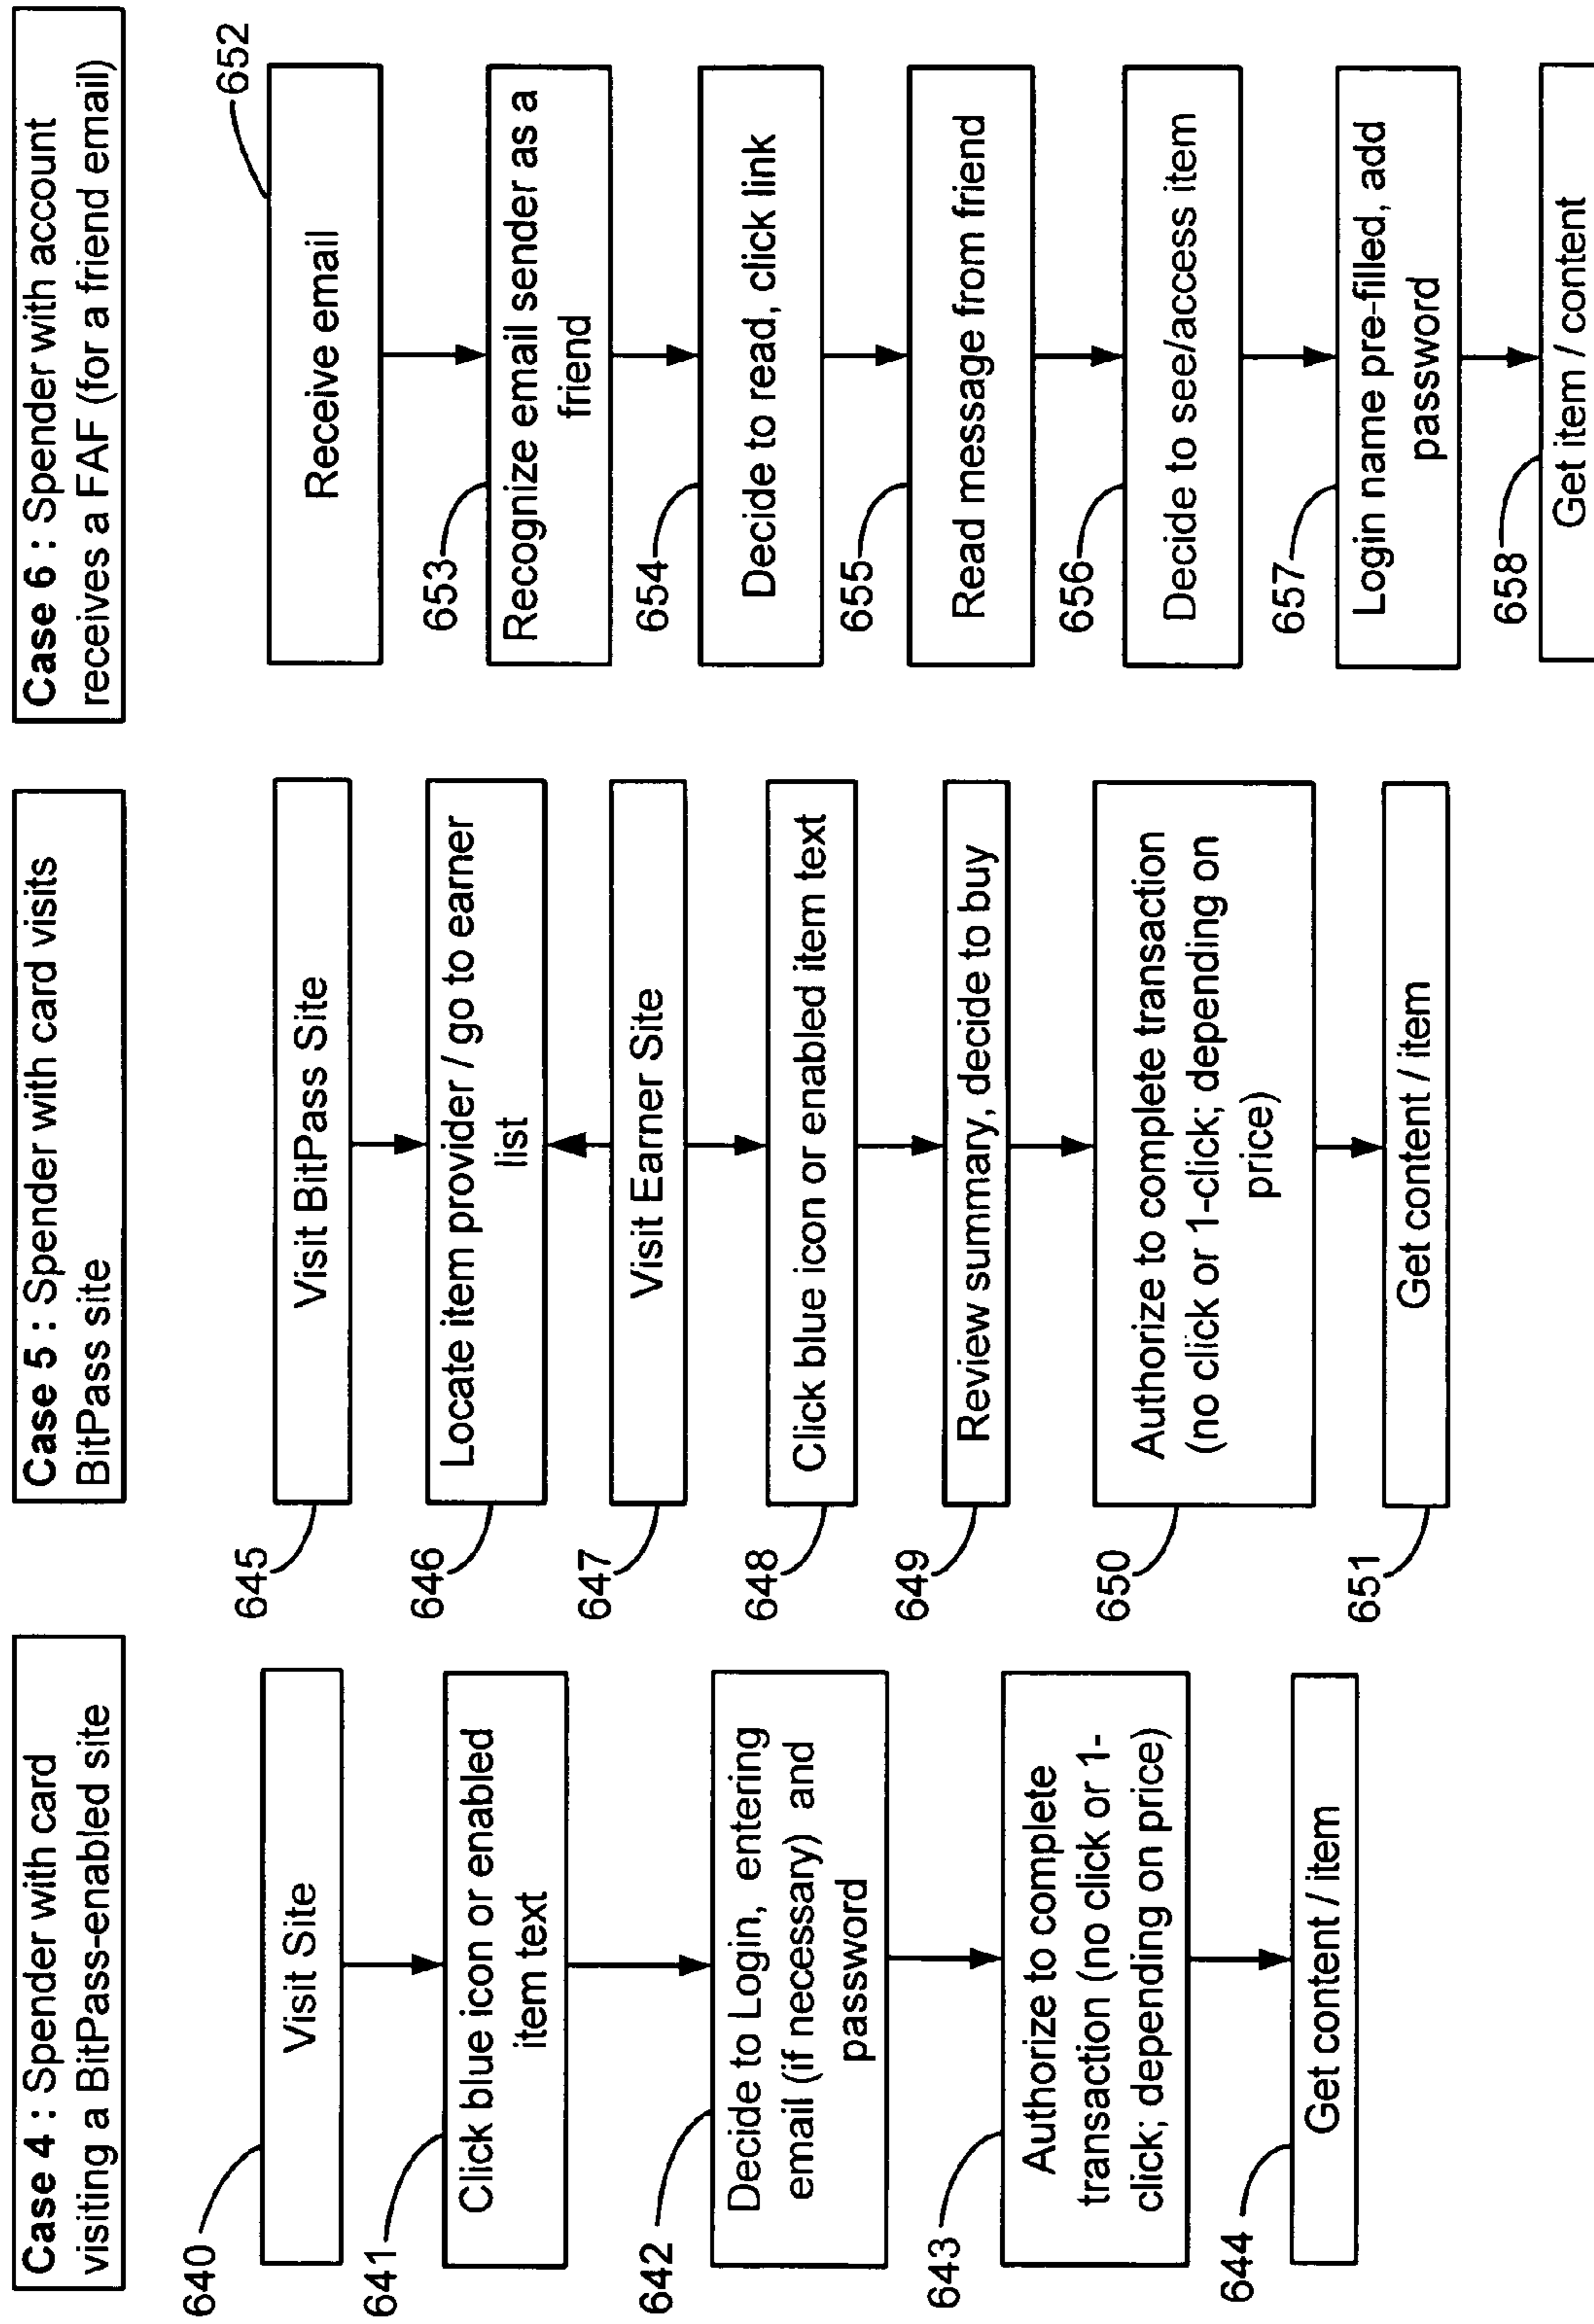 Case 4 : Spender with card
visiting a BitPass-enabled site
640
Visit Site
641
Click blue icon or enabled
item text
642
Decide to Login, entering
email (if necessary) and
password
643
Authorize to complete
transaction (no click or 1-
click; depending on price)
644
Get content / item
Case 5 : Spender with card visits
BitPass site
645
Visit BitPass Site
646
Locate item provider / go to earner
list
647
Visit Earner Site
648
Click blue icon or enabled item text
649
Review summary, decide to buy
650
Authorize to complete transaction
(no click or 1-click; depending on
price)
651
Get content / item
Case 6 : Spender with account
receives a FAF (for a friend email)
652
Receive email
653
Recognize email sender as a
friend
654
Decide to read, click link
655
Read message from friend
656
Decide to see/access item
657
Login name pre-filled, add
password
658
Get item / content